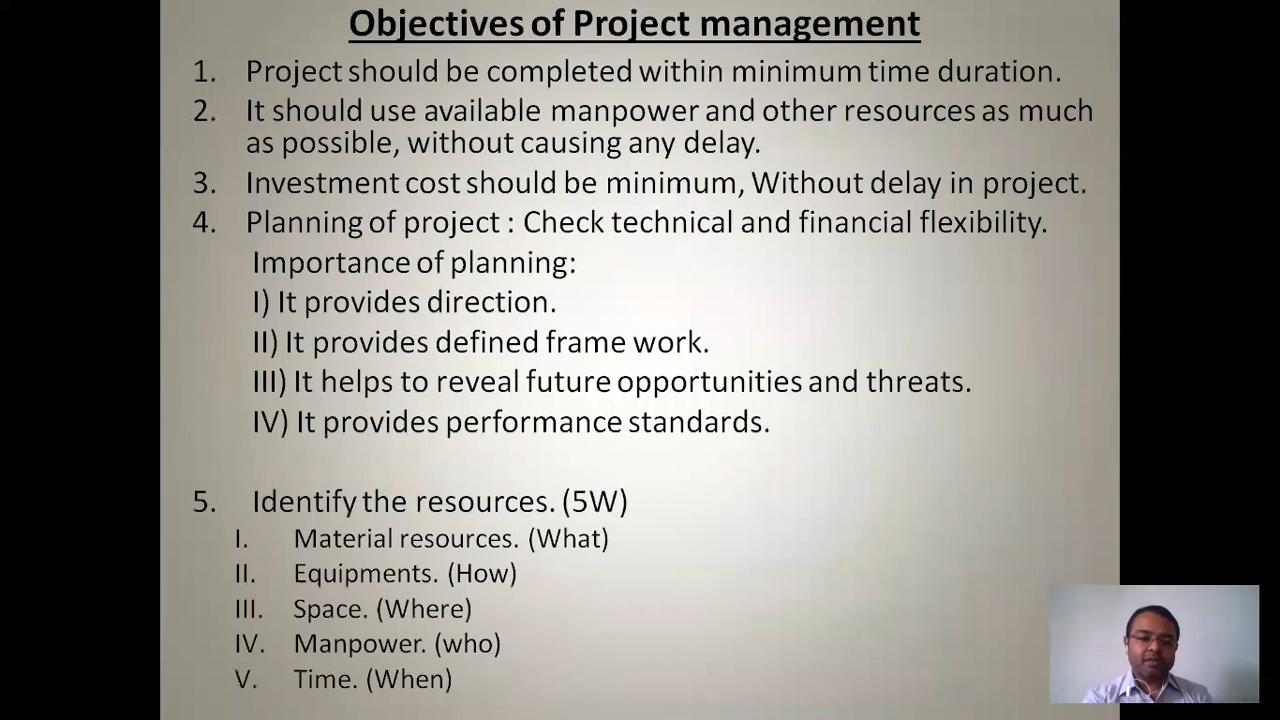 Objectives of Project management
1. Project should be completed within minimum time duration.
2. It should use available manpower and other resources as much
as possible, without causing any delay.
3. Investment cost should be minimum, Without delay in project.
4. Planning of project : Check technical and financial flexibility.
Importance of planning:
I) It provides direction.
II) It provides defined frame work.
III) It helps to reveal future opportunities and threats.
IV) It provides performance standards.
5. Identify the resources. (5W)
I. Material resources. (What)
II. Equipments. (How)
III. Space. (Where)
IV. Manpower. (who)
V. Time. (When)